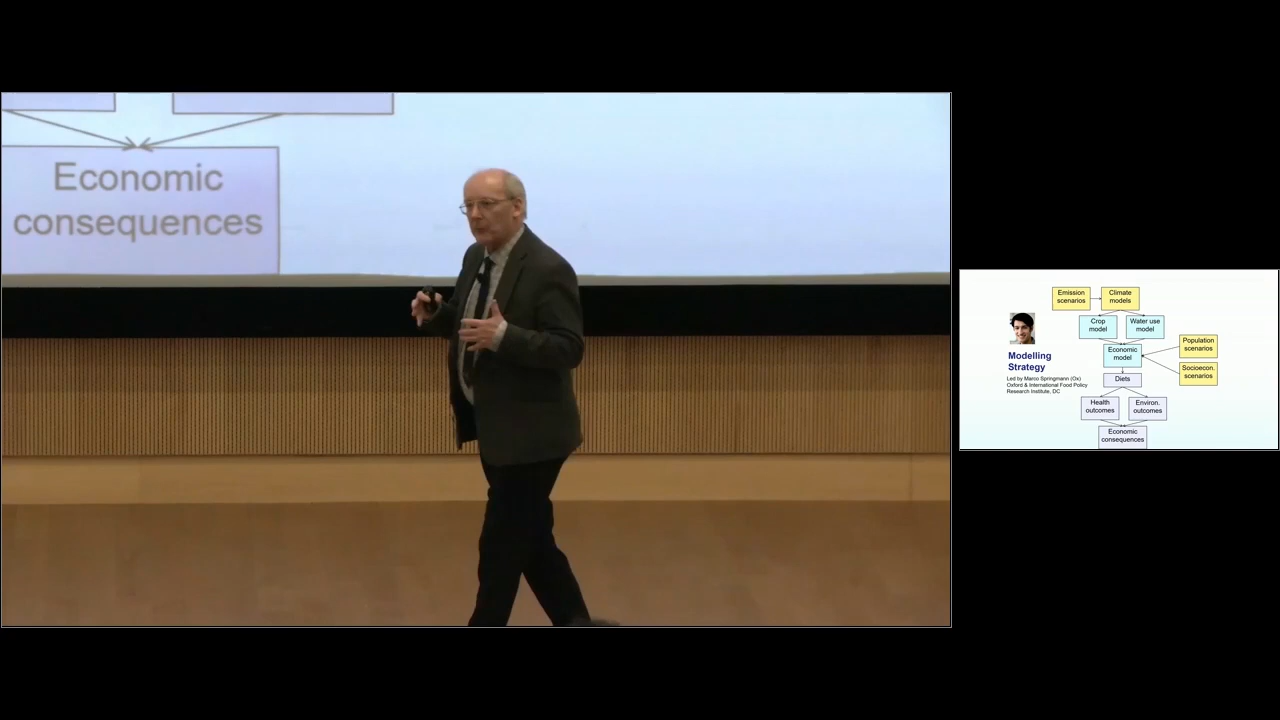 Economic
consequences
Emission
scenarios
Climate
models
Crop
model
Water use
model
Economic
model
Population
scenarios
Socioecon.
scenarios
Modelling
Strategy
Led by Marco Springmann (Ox)
Oxford & International Food Policy
Research Institute, DC
Diets
Health
outcomes
Environ.
outcomes
Economic
consequences